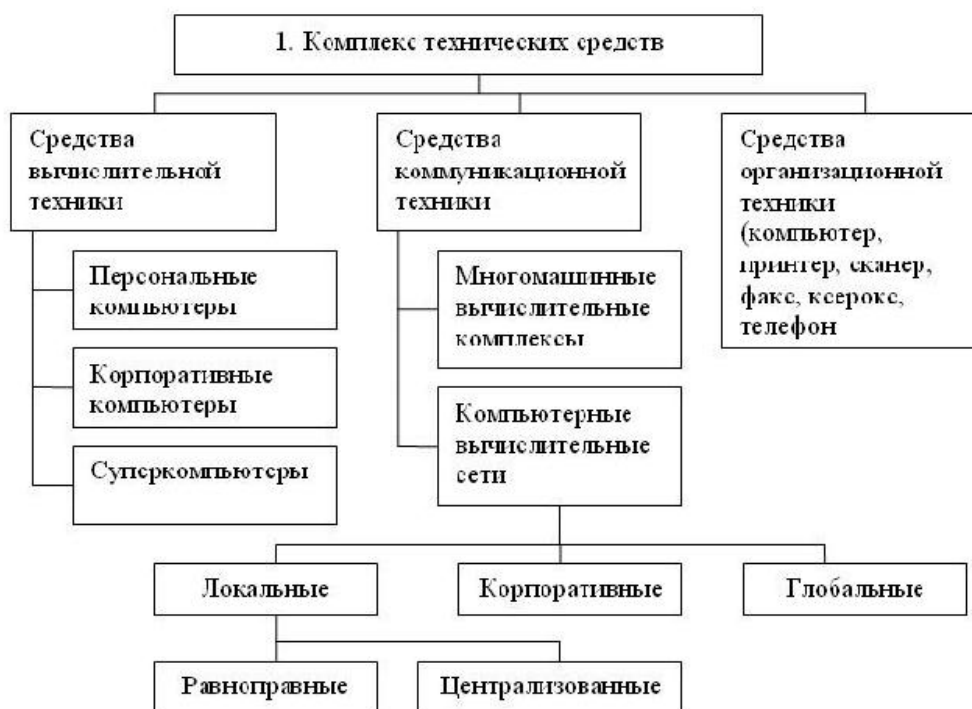 1. Комплекс технических средств
Средства
вычислительной
техники
Средства
коммуникационной
техники
Средства
организационной
техники
(компьютер,
принтер, сканер,
факс, ксерокс,
телефон
Персональные
компьютеры
Корпоративные
компьютеры
Суперкомпьютеры
Многомашинные
вычислительные
комплексы
Компьютерные
вычислительные
сети
Локальные
Корпоративные
Глобальные
Равноправные
Централизованные